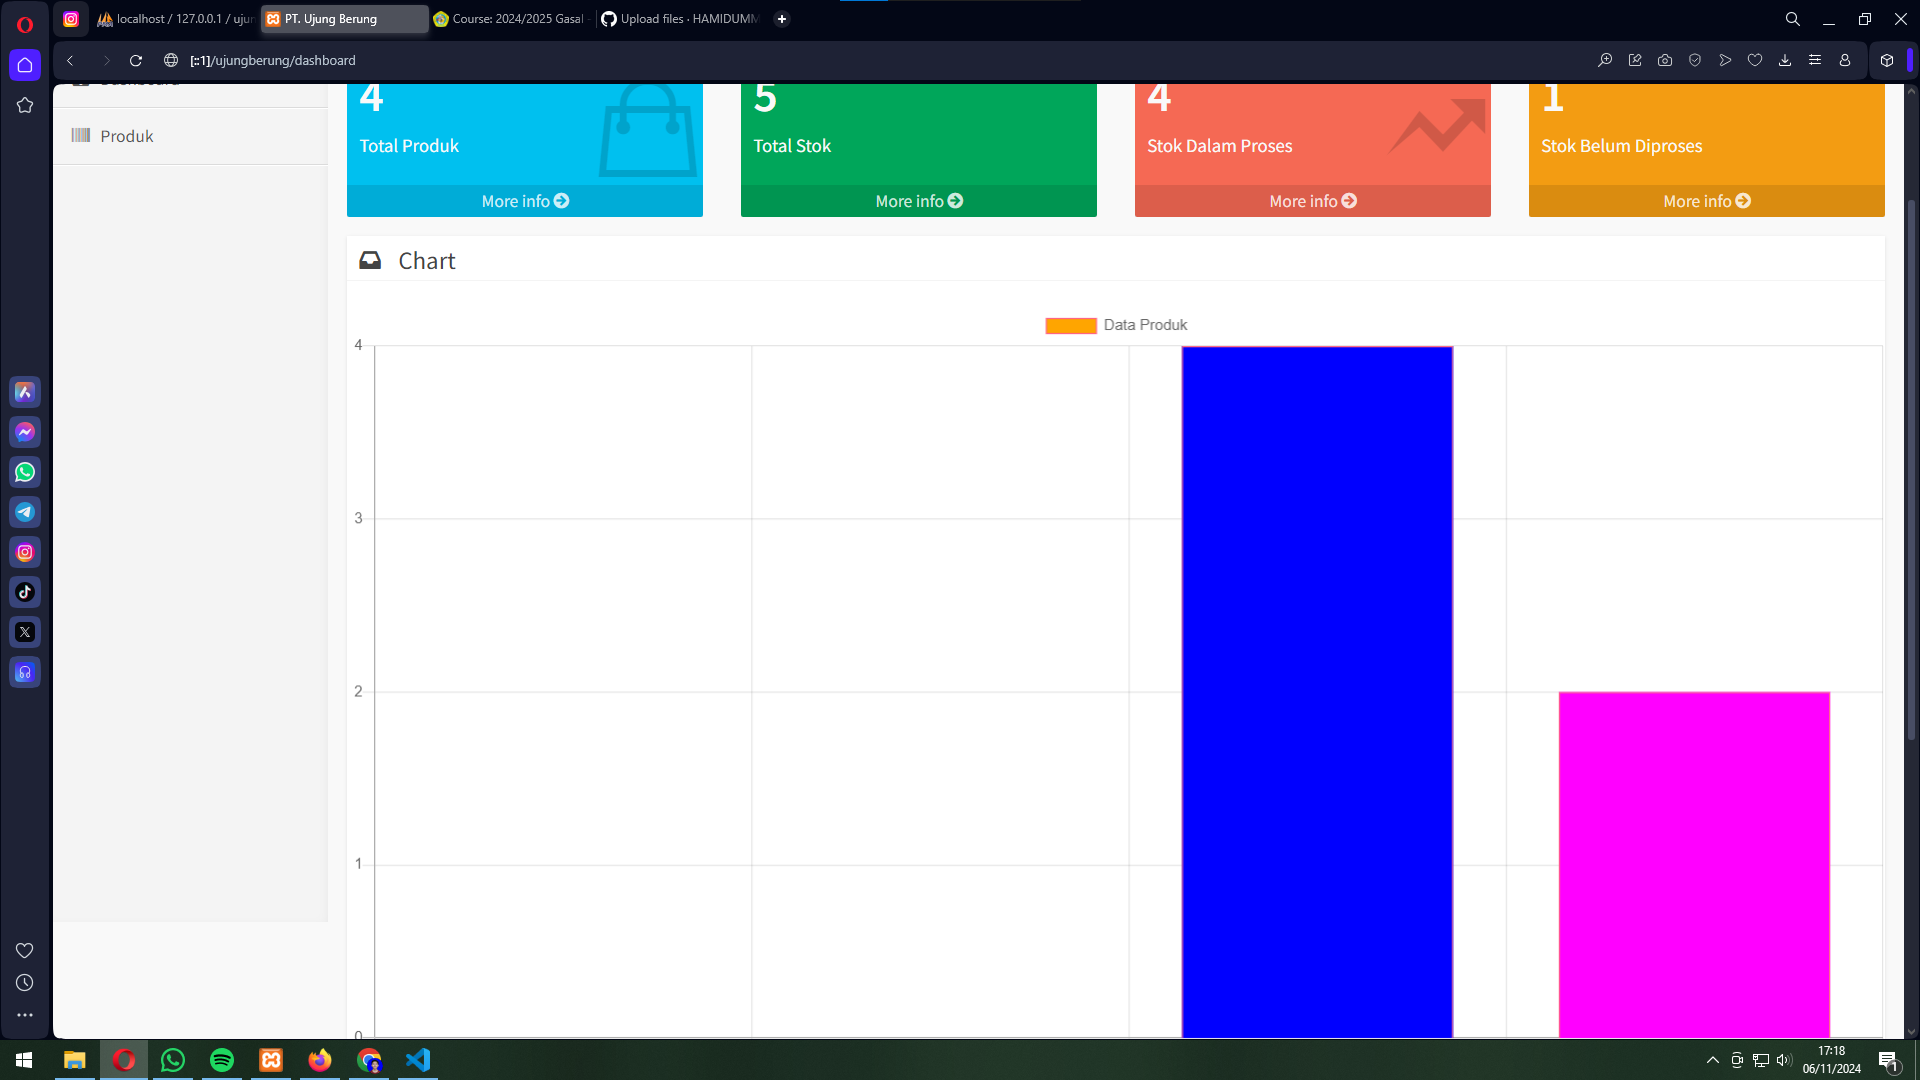 localhost / 127.0.0.1 / ujun
PT. Ujung Berung
Course: 2024/2025 Gasal
Upload files · HAMIDUMM
[::1]/ujungberung/dashboard
Produk
4
Total Produk
More info
5
Total Stok
More info
4
Stok Dalam Proses
More info
1
Stok Belum Diproses
More info
Chart
Data Produk
4
3
2
1
0
17:18
06/11/2024
1